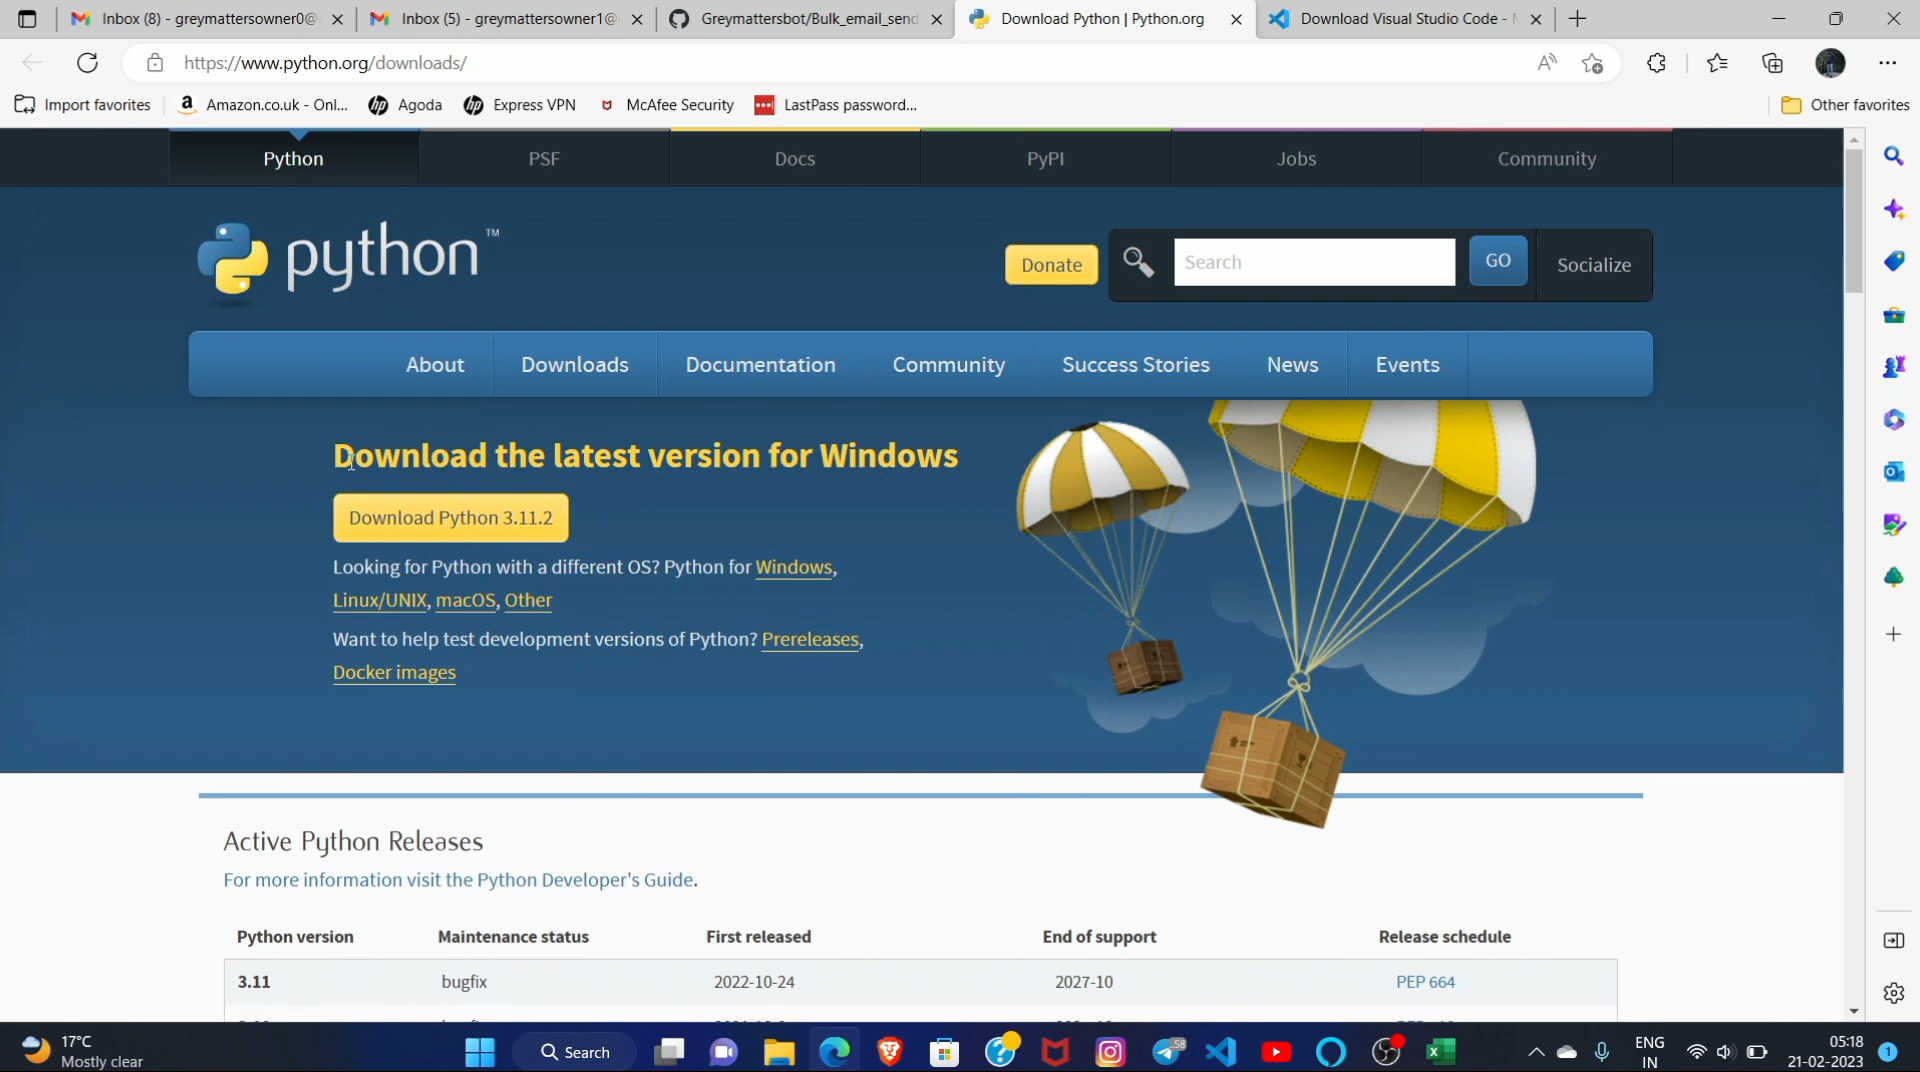 Inbox (8) - greymattersowner0@
Inbox (5) - greymattersowner1@
Greymattersbot/Bulk_email_send
Download Python | Python.org
Download Visual Studio Code -
https://www.python.org/downloads/
Import favorites
Amazon.co.uk - Onl...
Agoda
Express VPN
McAfee Security
LastPass password...
Other favorites
Python
PSF
Docs
PyPI
Jobs
Community
python™
Donate
Search
GO
Socialize
About
Downloads
Documentation
Community
Success Stories
News
Events
Download the latest version for Windows
Download Python 3.11.2
Looking for Python with a different OS? Python for Windows,
Linux/UNIX, macOS, Other
Want to help test development versions of Python? Prereleases,
Docker images
Active Python Releases
For more information visit the Python Developer's Guide.
Python version Maintenance status First released End of support Release schedule
3.11 bugfix 2022-10-24 2027-10 PEP 664
17°C
Mostly clear
Search
58
ENG
IN
05:18
21-02-2023
1